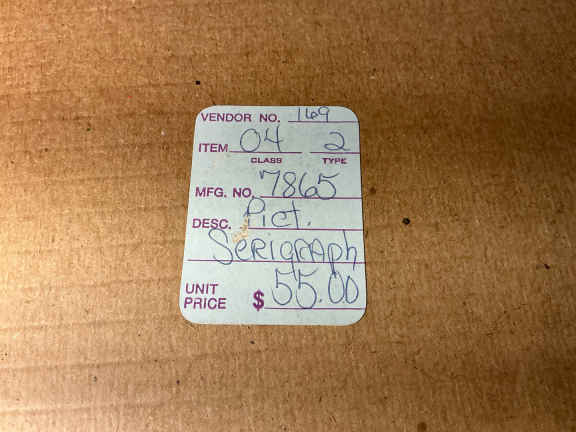 VENDOR NO. 169
ITEM 04 2
CLASS TYPE
MFG. NO. 7865
DESC. Pict.
Serigraph
UNIT PRICE $ 55.00